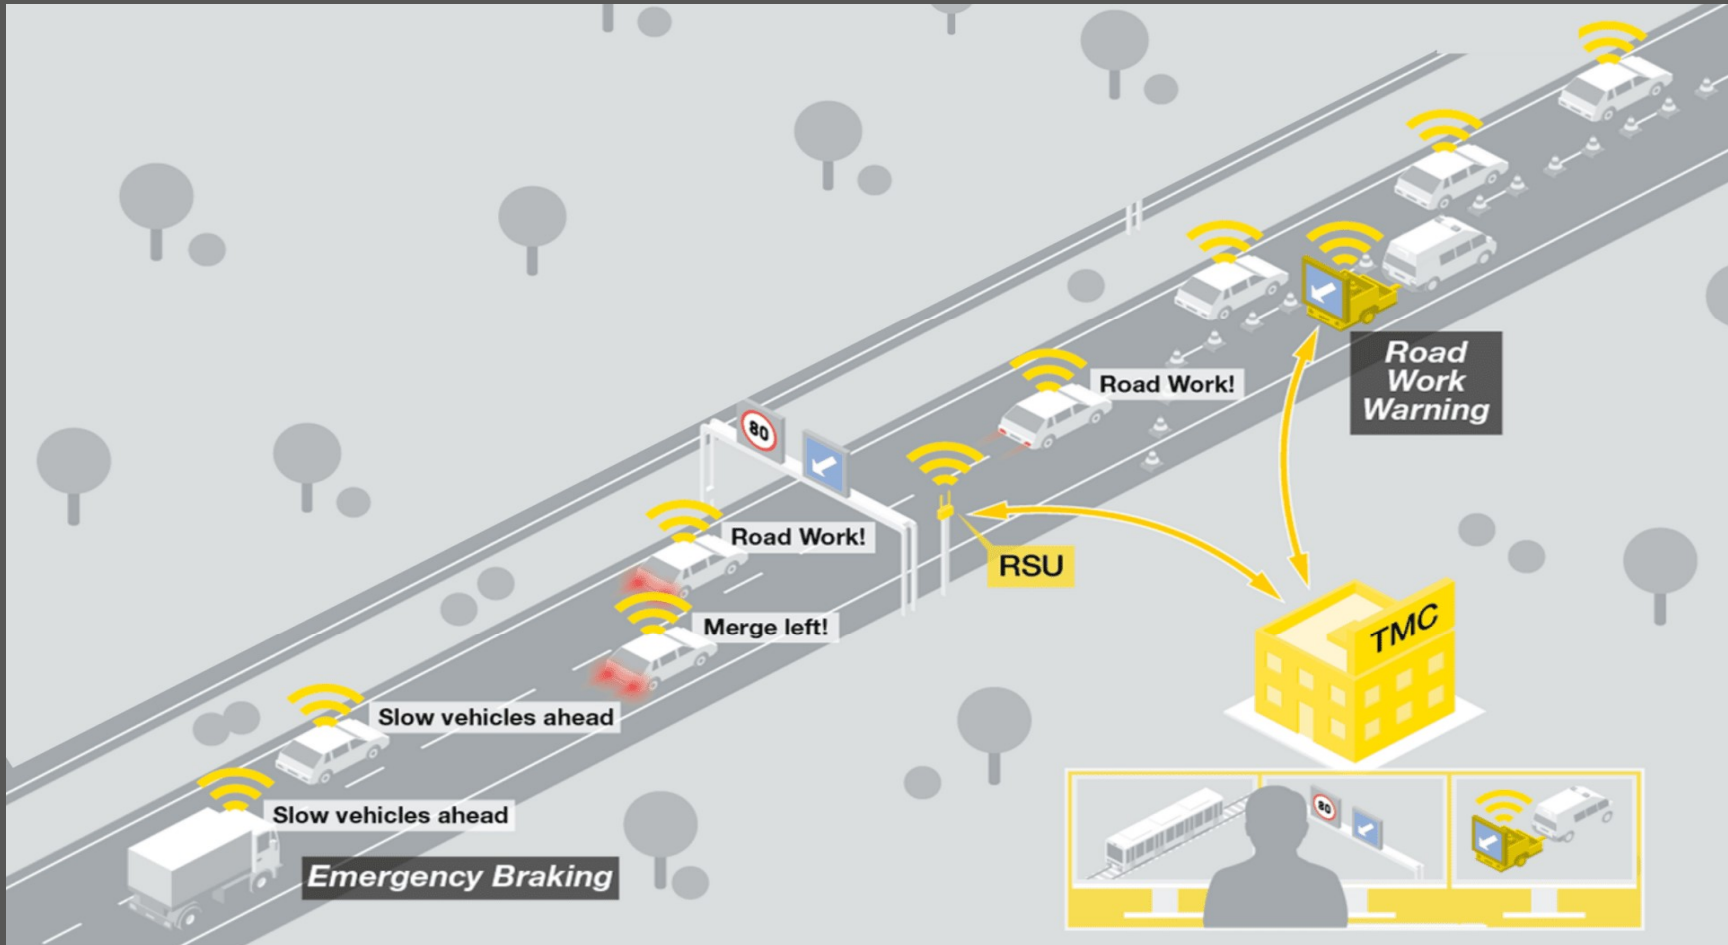 Road
Work
Warning
Road Work!
80
Road Work!
RSU
Merge left!
TMC
Slow vehicles ahead
Slow vehicles ahead
80
Emergency Braking